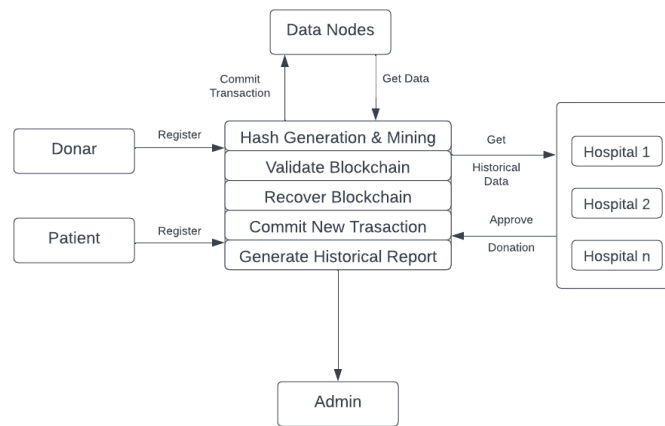 Data Nodes
Commit
Transaction
Get Data
Donar
Register
Hash Generation & Mining
Validate Blockchain
Recover Blockchain
Commit New Trasaction
Generate Historical Report
Get
Historical
Data
Hospital 1
Hospital 2
Hospital n
Patient
Register
Approve
Donation
Admin